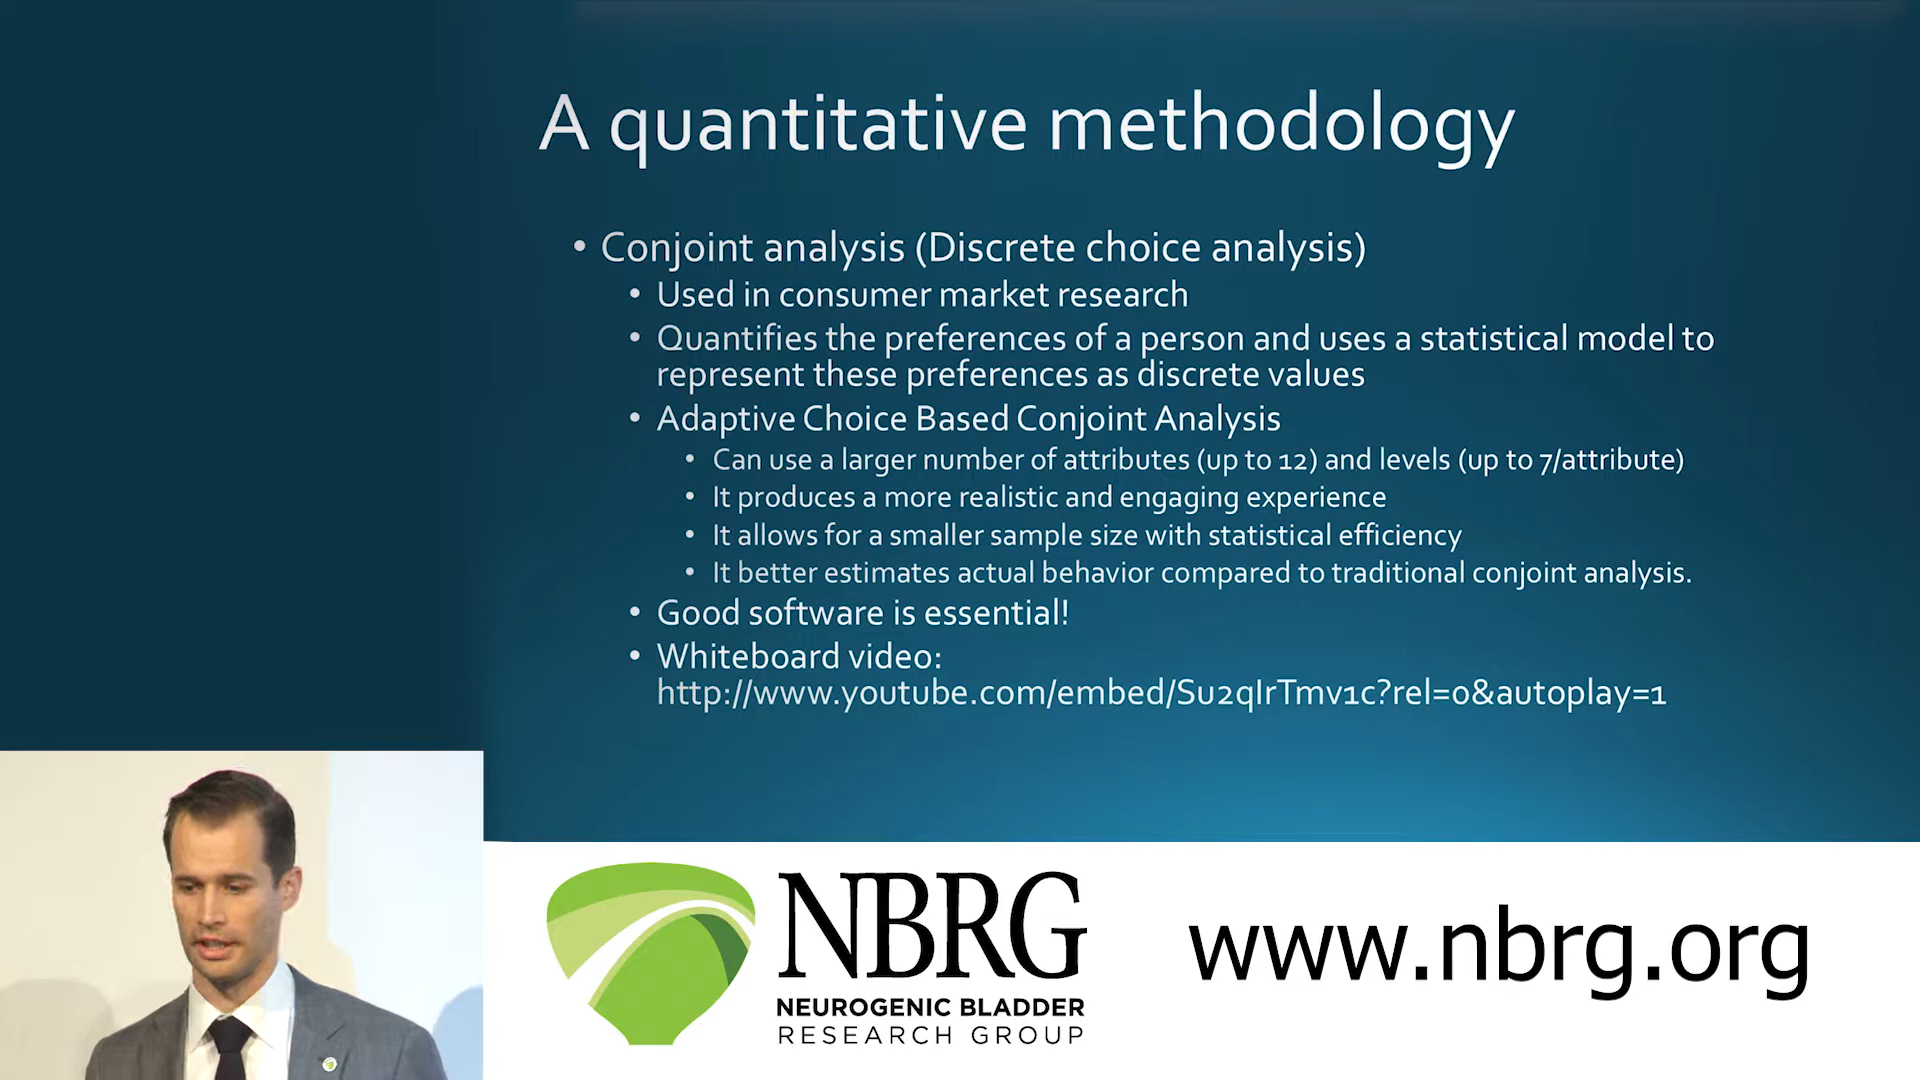 A quantitative methodology
• Conjoint analysis (Discrete choice analysis)
• Used in consumer market research
• Quantifies the preferences of a person and uses a statistical model to
represent these preferences as discrete values
• Adaptive Choice Based Conjoint Analysis
• Can use a larger number of attributes (up to 12) and levels (up to 7/attribute)
• It produces a more realistic and engaging experience
• It allows for a smaller sample size with statistical efficiency
• It better estimates actual behavior compared to traditional conjoint analysis.
• Good software is essential!
• Whiteboard video:
http://www.youtube.com/embed/Su2qIrTmv1c?rel=0&autoplay=1
NBRG
NEUROGENIC BLADDER
RESEARCH GROUP
www.nbrg.org